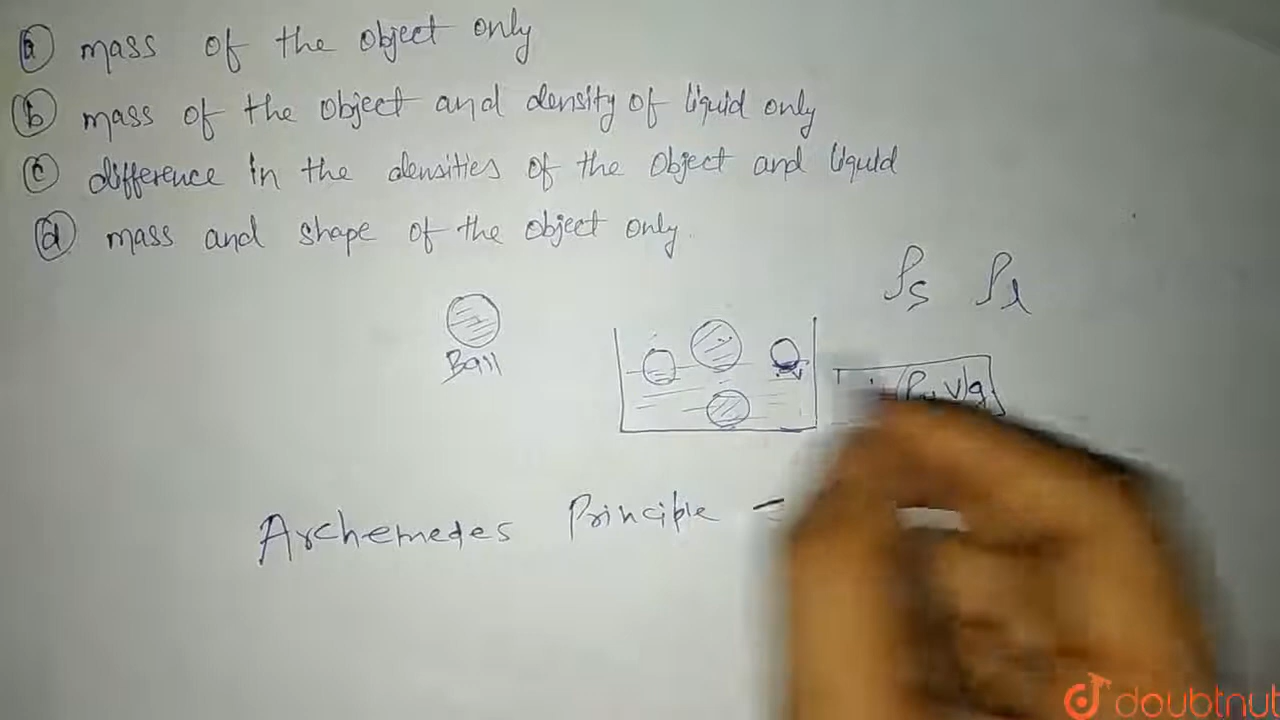 a mass of the object only
b mass of the object and density of liquid only
c difference in the densities of the object and liquid
d mass and shape of the object only.
ρs ρl
Ball
Archemedes Principle =
doubtnut